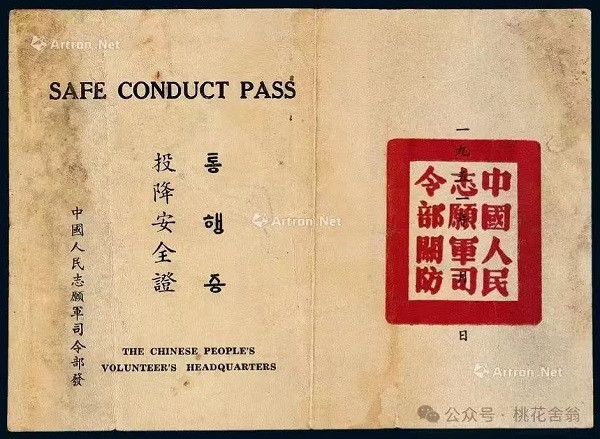 Artron.Net
SAFE CONDUCT PASS
통행증
投降安全證
中國人民志願軍司令部發
THE CHINESE PEOPLE'S
VOLUNTEER'S HEADQUARTERS
Artron.Net
一九 月 日
中國人民
志願軍司
令部關防
Artron.Net
公众号·桃花舍翁